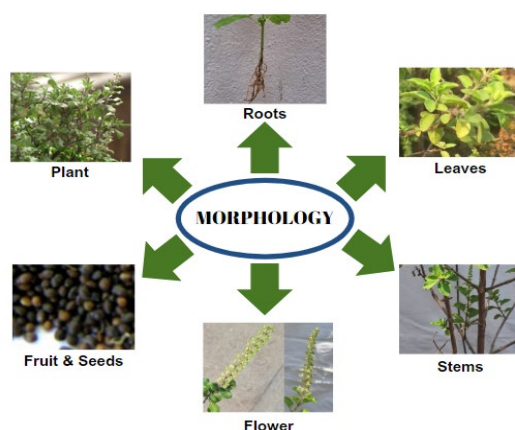 Roots
Plant
Leaves
MORPHOLOGY
Fruit & Seeds
Stems
Flower